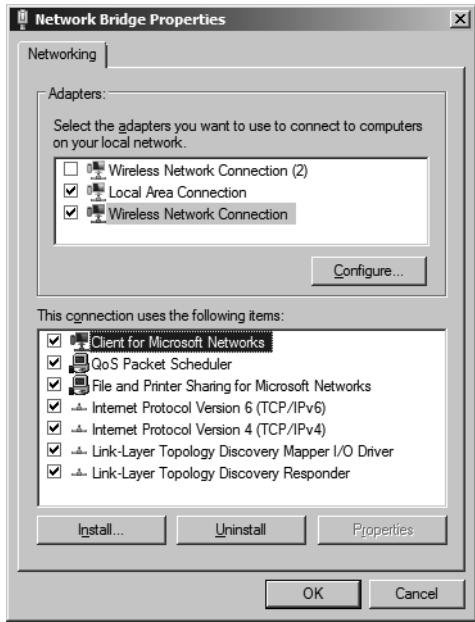 Network Bridge Properties
Networking
Adapters:
Select the adapters you want to use to connect to computers
on your local network.
Wireless Network Connection (2)
Local Area Connection
Wireless Network Connection
Configure...
This connection uses the following items:
Client for Microsoft Networks
QoS Packet Scheduler
File and Printer Sharing for Microsoft Networks
Internet Protocol Version 6 (TCP/IPv6)
Internet Protocol Version 4 (TCP/IPv4)
Link-Layer Topology Discovery Mapper I/O Driver
Link-Layer Topology Discovery Responder
Install... Uninstall Properties
OK Cancel